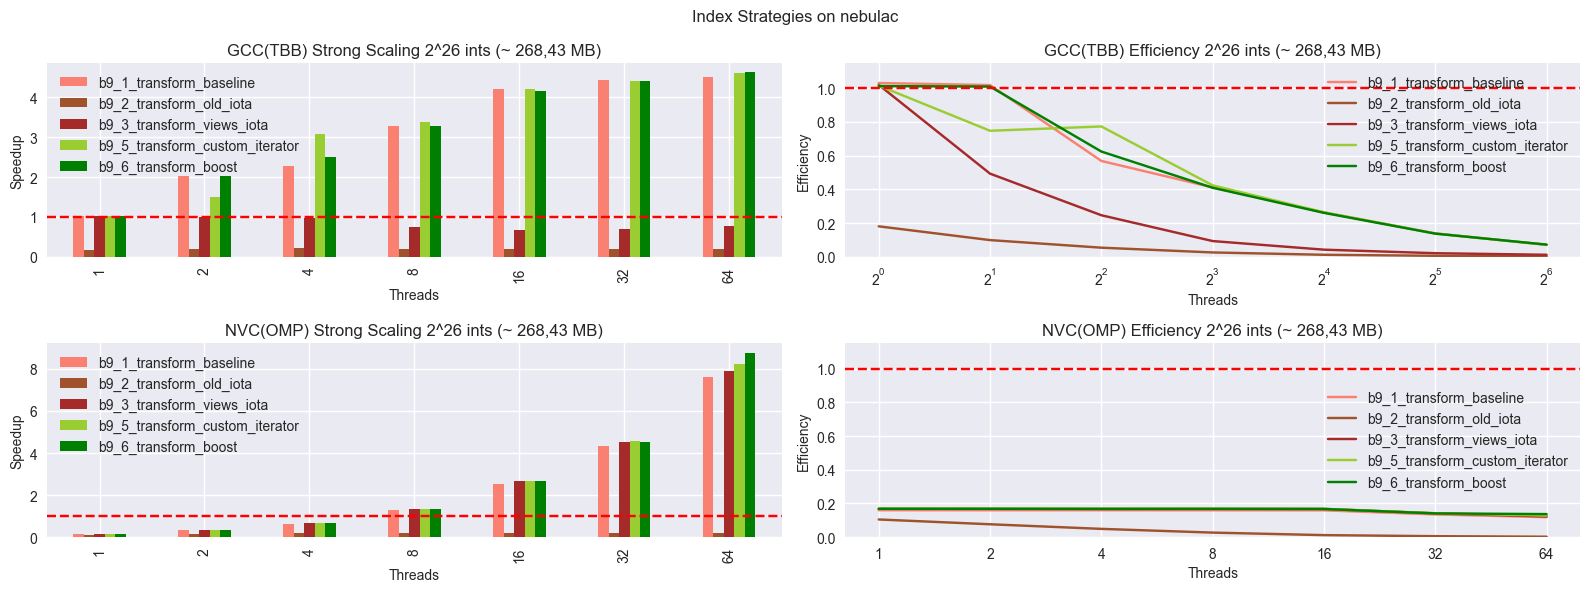 Index Strategies on nebulac
GCC(TBB) Strong Scaling 2^26 ints (~ 268,43 MB)
b9_1_transform_baseline
b9_2_transform_old_iota
b9_3_transform_views_iota
b9_5_transform_custom_iterator
b9_6_transform_boost
Speedup
4
3
2
1
0
1
2
4
8
16
32
64
Threads
GCC(TBB) Efficiency 2^26 ints (~ 268,43 MB)
b9_1_transform_baseline
b9_2_transform_old_iota
b9_3_transform_views_iota
b9_5_transform_custom_iterator
b9_6_transform_boost
Efficiency
1.0
0.8
0.6
0.4
0.2
0.0
2^0
2^1
2^2
2^3
2^4
2^5
2^6
Threads
NVC(OMP) Strong Scaling 2^26 ints (~ 268,43 MB)
b9_1_transform_baseline
b9_2_transform_old_iota
b9_3_transform_views_iota
b9_5_transform_custom_iterator
b9_6_transform_boost
Speedup
8
6
4
2
0
1
2
4
8
16
32
64
Threads
NVC(OMP) Efficiency 2^26 ints (~ 268,43 MB)
b9_1_transform_baseline
b9_2_transform_old_iota
b9_3_transform_views_iota
b9_5_transform_custom_iterator
b9_6_transform_boost
Efficiency
1.0
0.8
0.6
0.4
0.2
0.0
1
2
4
8
16
32
64
Threads